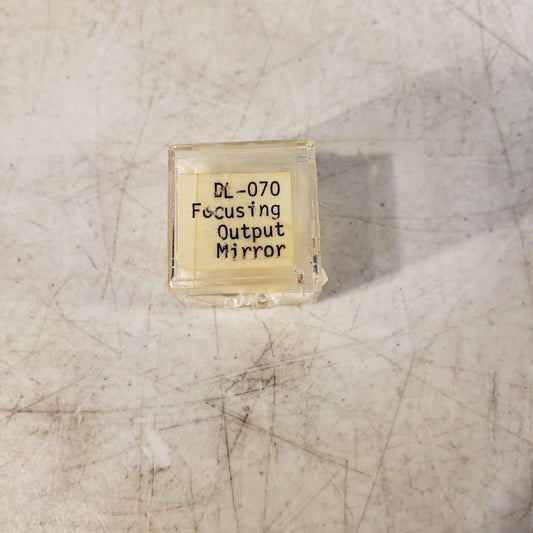 DL-070
Focusing
Output
Mirror